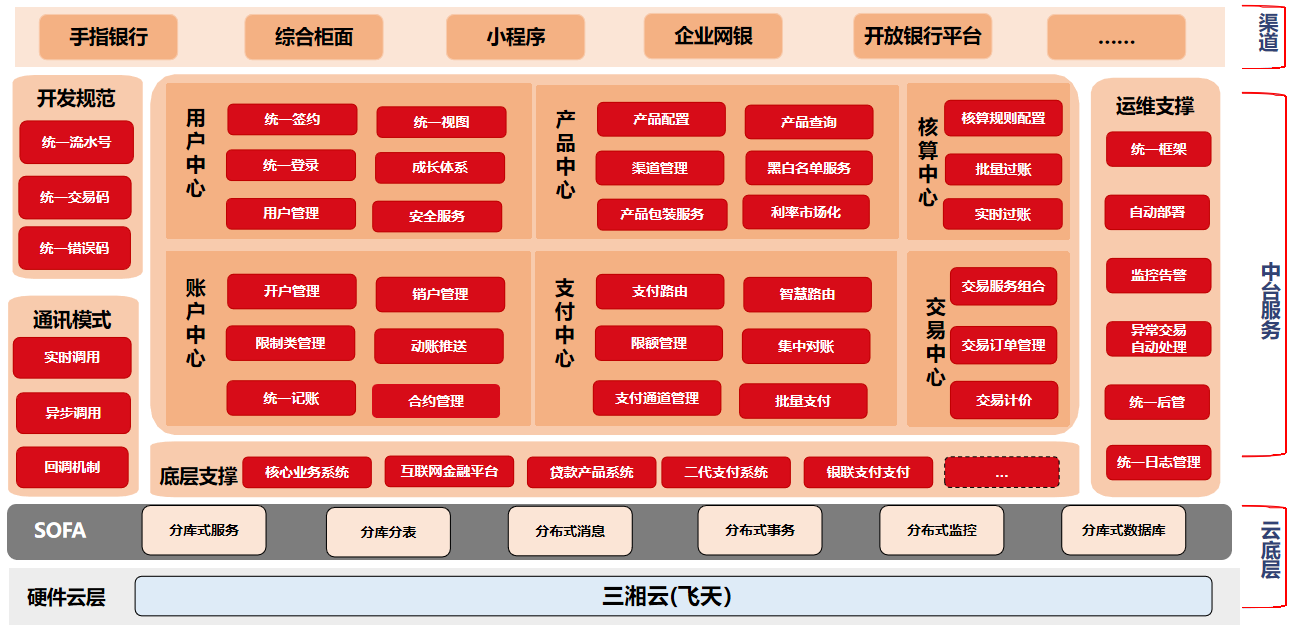 手指银行
综合柜面
小程序
企业网银
开放银行平台
......
渠道
开发规范
统一流水号
统一交易码
统一错误码
通讯模式
实时调用
异步调用
回调机制
用户中心
统一签约
统一视图
统一登录
成长体系
用户管理
安全服务
产品中心
产品配置
产品查询
渠道管理
黑白名单服务
产品包装服务
利率市场化
核算中心
核算规则配置
批量过账
实时过账
账户中心
开户管理
销户管理
限制类管理
动账推送
统一记账
合约管理
支付中心
支付路由
智慧路由
限额管理
集中对账
支付通道管理
批量支付
交易中心
交易服务组合
交易订单管理
交易计价
运维支撑
统一框架
自动部署
监控告警
异常交易
自动处理
统一后管
统一日志管理
中台服务
底层支撑
核心业务系统
互联网金融平台
贷款产品系统
二代支付系统
银联支付支付
...
SOFA
分库式服务
分库分表
分布式消息
分布式事务
分布式监控
分库式数据库
云底层
硬件云层
三湘云(飞天)